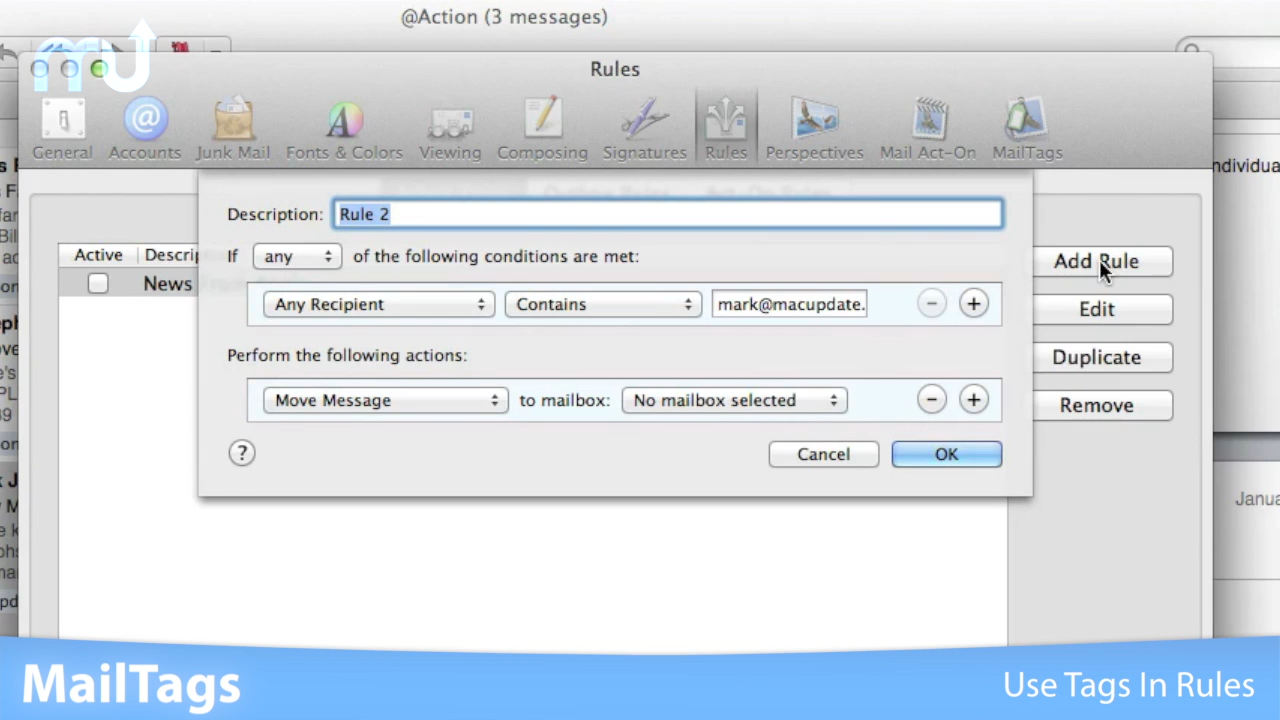 @Action (3 messages)
mu
Rules
General Accounts Junk Mail Fonts & Colors Viewing Composing Signatures Rules Perspectives Mail Act-On MailTags
Description: Rule 2
If any of the following conditions are met:
Active Descrip
News
Any Recipient Contains mark@macupdate.
Perform the following actions:
Move Message to mailbox: No mailbox selected
? Cancel OK
Add Rule
Edit
Duplicate
Remove
Janua
MailTags
Use Tags In Rules